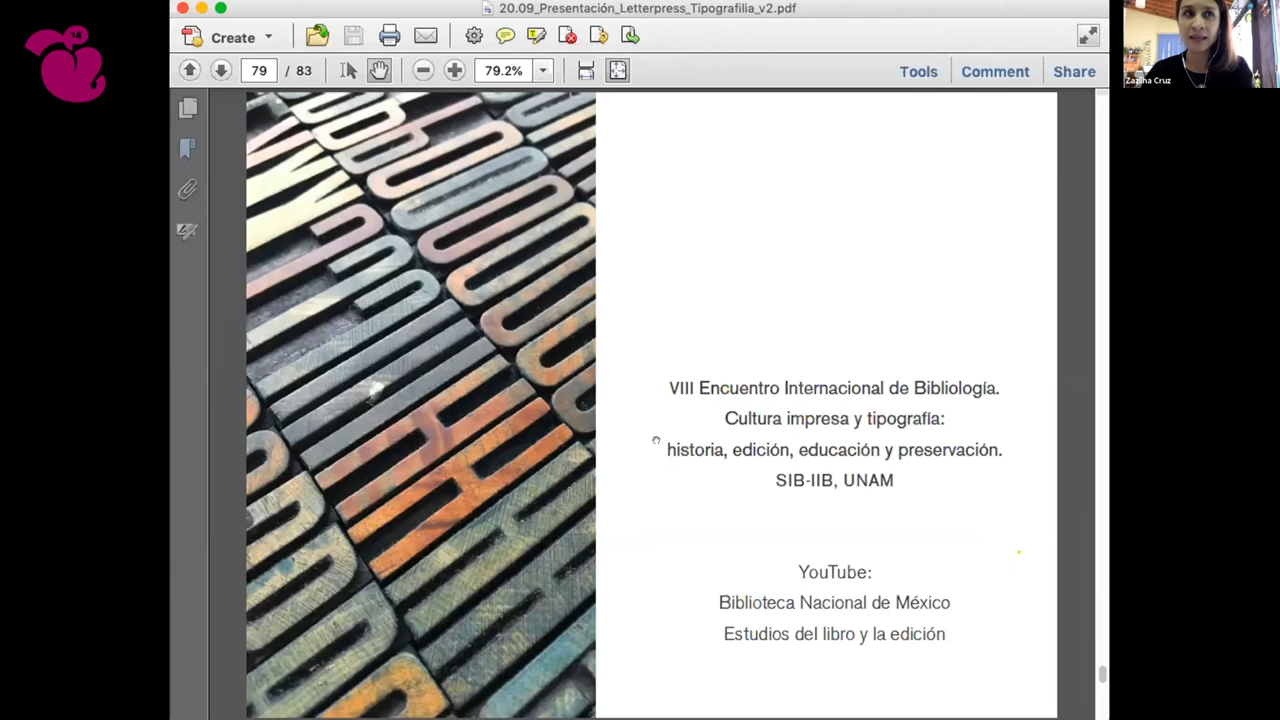 14
20.09_Presentación_Letterpress_Tipografilia_v2.pdf
Create
79 / 83
79.2%
Tools
Comment
Share
Zazilha Cruz
VIII Encuentro Internacional de Bibliología.
Cultura impresa y tipografía:
historia, edición, educación y preservación.
SIB-IIB, UNAM
YouTube:
Biblioteca Nacional de México
Estudios del libro y la edición